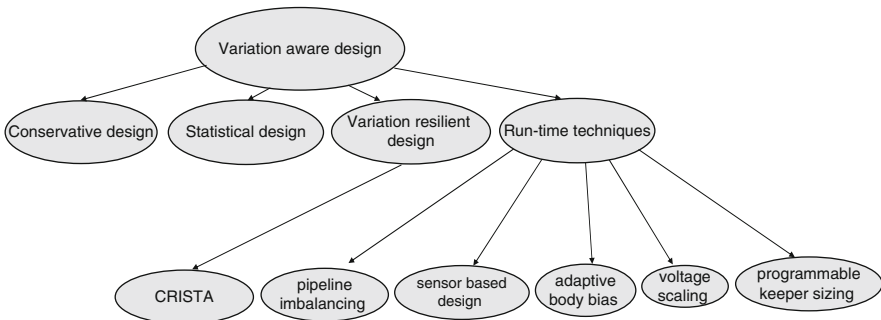 Variation aware design
Conservative design
Statistical design
Variation resilient
design
Run-time techniques
CRISTA
pipeline
imbalancing
sensor based
design
adaptive
body bias
voltage
scaling
programmable
keeper sizing